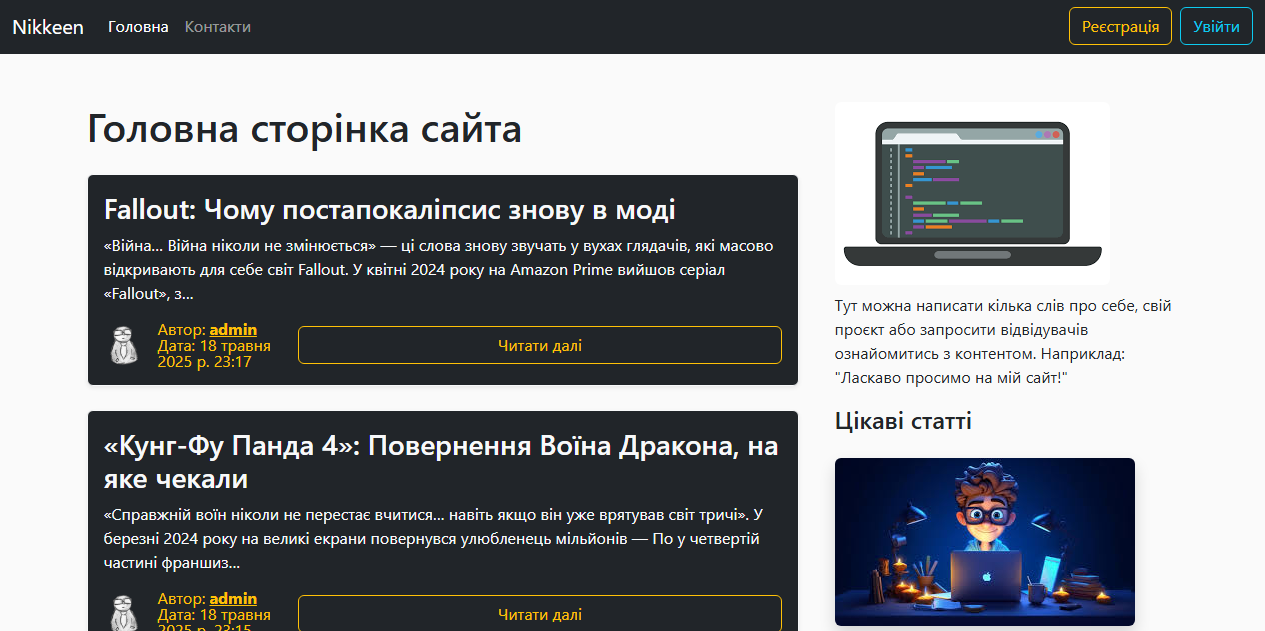 Nikkeen Головна Контакти Реєстрація Увійти
Головна сторінка сайта
Fallout: Чому постапокаліпсис знову в моді
«Війна... Війна ніколи не змінюється» — ці слова знову звучать у вухах глядачів, які масово
відкривають для себе світ Fallout. У квітні 2024 року на Amazon Prime вийшов серіал
«Fallout», з...
Автор: admin
Дата: 18 травня
2025 р. 23:17
Читати далі
«Кунг-Фу Панда 4»: Повернення Воїна Дракона, на
яке чекали
«Справжній воїн ніколи не перестає вчитися... навіть якщо він уже врятував світ тричі». У
березні 2024 року на великі екрани повернувся улюбленець мільйонів — По у четвертій
частині франшиз...
Автор: admin
Дата: 18 травня
2025 р. 23:15
Читати далі
Тут можна написати кілька слів про себе, свій
проєкт або запросити відвідувачів
ознайомитись з контентом. Наприклад:
"Ласкаво просимо на мій сайт!"
Цікаві статті